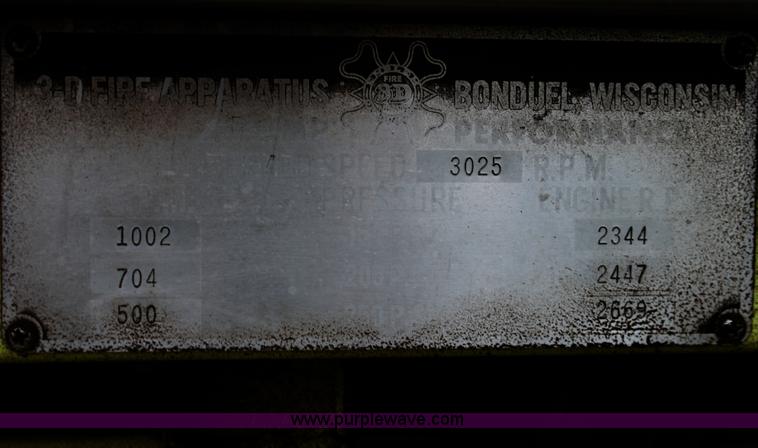 3-D FIRE APPARATUS FIRE 3D BONDUEL, WISCONSIN
PERFORMANCE
SPEED 3025 R.P.M.
PRESSURE ENGINE R.P.
1002 2344
704 2447
500 2669
www.purplewave.com